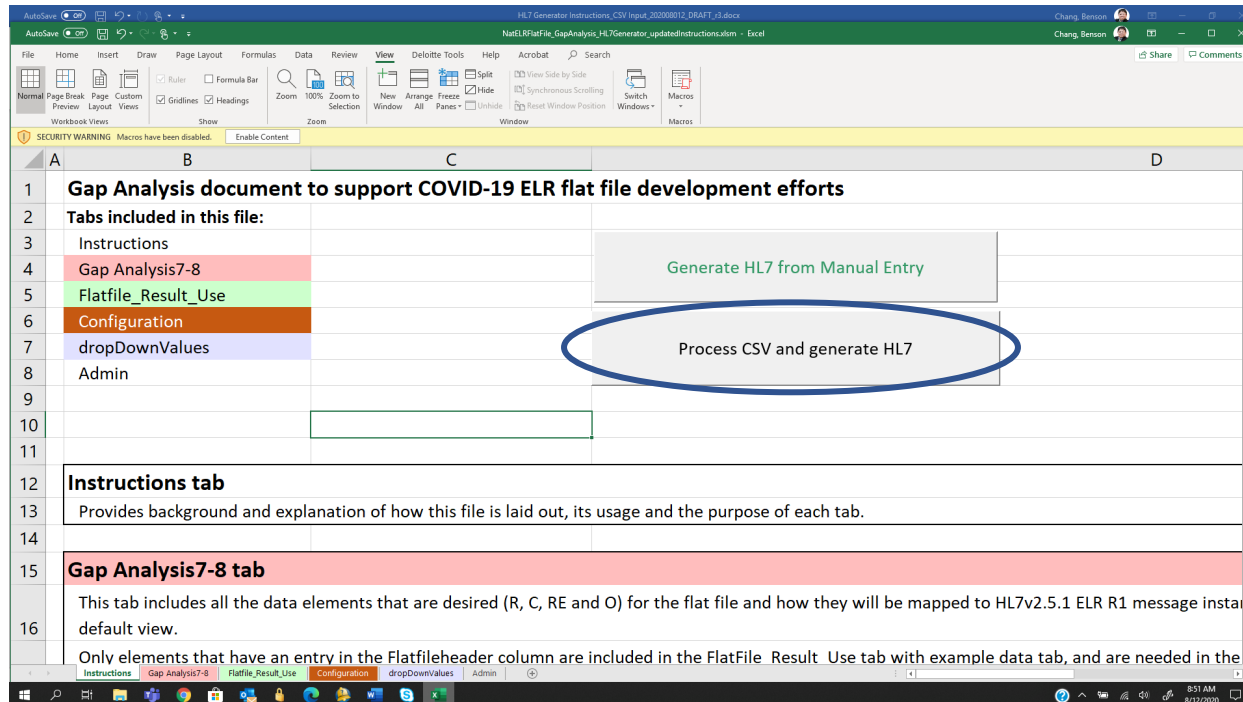 AutoSave Off HL7 Generator Instructions_CSV Input_202008012_DRAFT_r3.docx Chang, Benson
AutoSave Off NatELRFlatFile_GapAnalysis_HL7Generator_updatedInstructions.xlsm - Excel Chang, Benson
File Home Insert Draw Page Layout Formulas Data Review View Deloitte Tools Help Acrobat Search Share Comments
Normal Page Break Preview Page Layout Custom Views Ruler Formula Bar Gridlines Headings Zoom 100% Zoom to Selection New Window Arrange All Freeze Panes Split Hide Unhide View Side by Side Synchronous Scrolling Reset Window Position Switch Windows Macros
Workbook Views Show Zoom Window Macros
SECURITY WARNING Macros have been disabled. Enable Content
A B C D
1 Gap Analysis document to support COVID-19 ELR flat file development efforts
2 Tabs included in this file:
3 Instructions
4 Gap Analysis7-8 Generate HL7 from Manual Entry
5 Flatfile_Result_Use
6 Configuration
7 dropDownValues Process CSV and generate HL7
8 Admin
9
10
11
12 Instructions tab
13 Provides background and explanation of how this file is laid out, its usage and the purpose of each tab.
14
15 Gap Analysis7-8 tab
This tab includes all the data elements that are desired (R, C, RE and O) for the flat file and how they will be mapped to HL7v2.5.1 ELR R1 message
16 default view.
Only elements that have an entry in the Flatfileheader column are included in the FlatFile_Result_Use tab with example data tab, and are needed in the
Instructions Gap Analysis7-8 Flatfile_Result_Use Configuration dropDownValues Admin
8:51 AM
8/12/2020